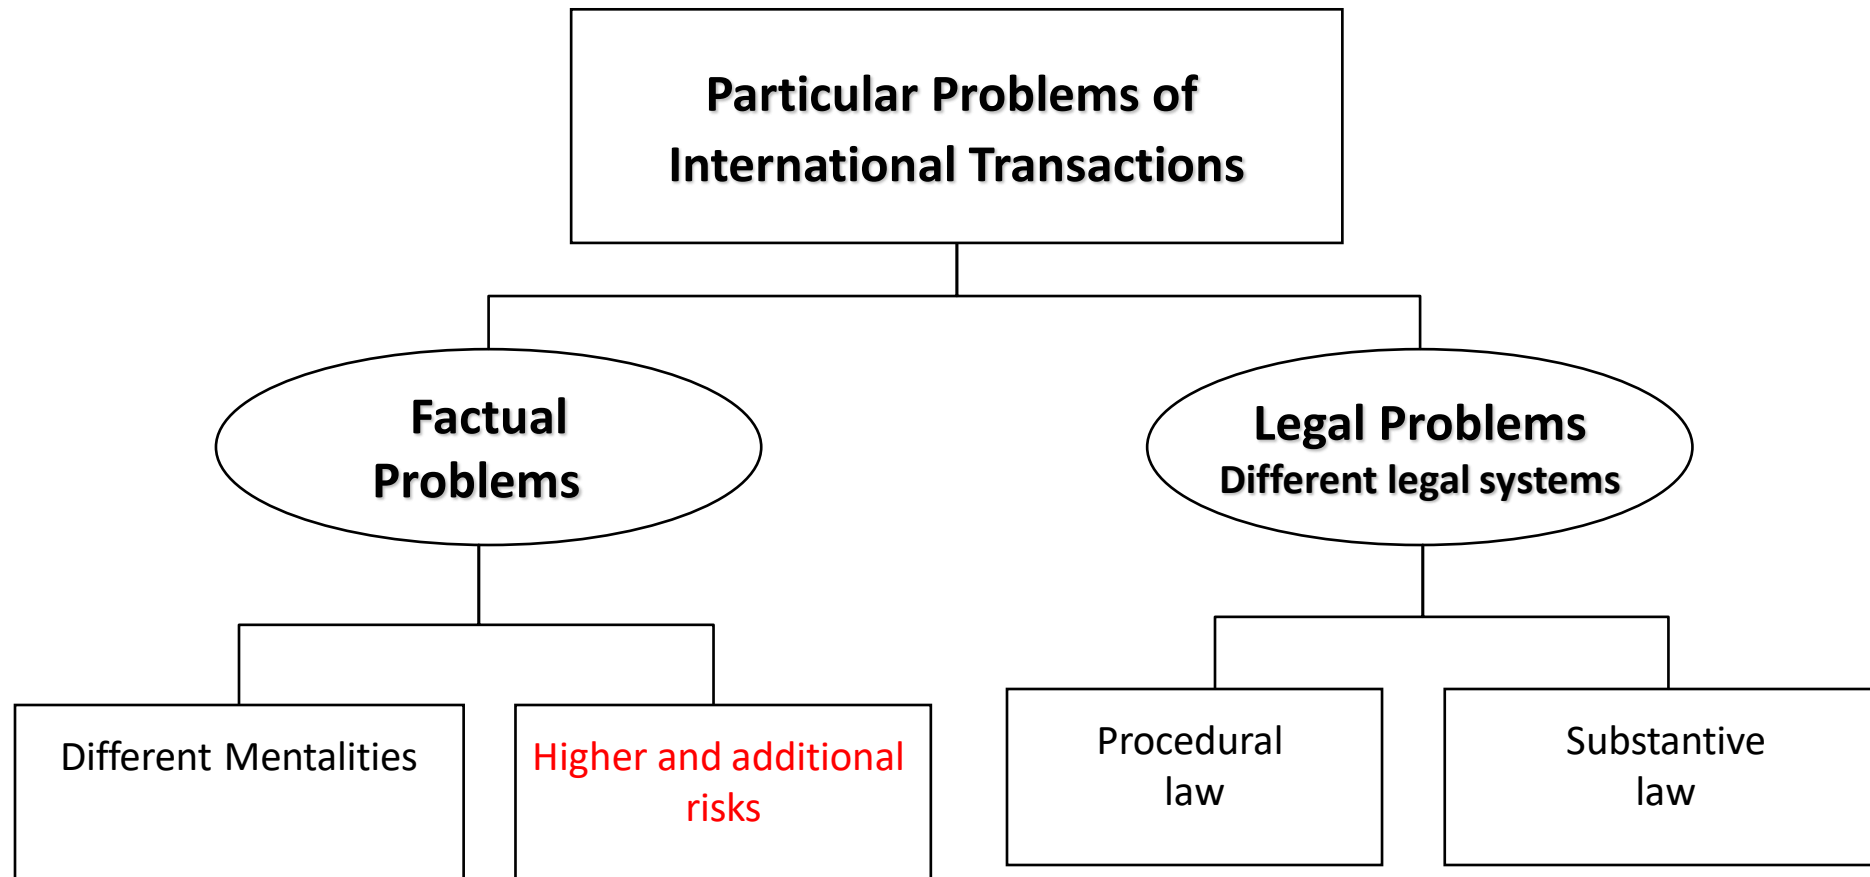 Particular Problems of
International Transactions
Factual
Problems
Legal Problems
Different legal systems
Different Mentalities
Higher and additional
risks
Procedural
law
Substantive
law